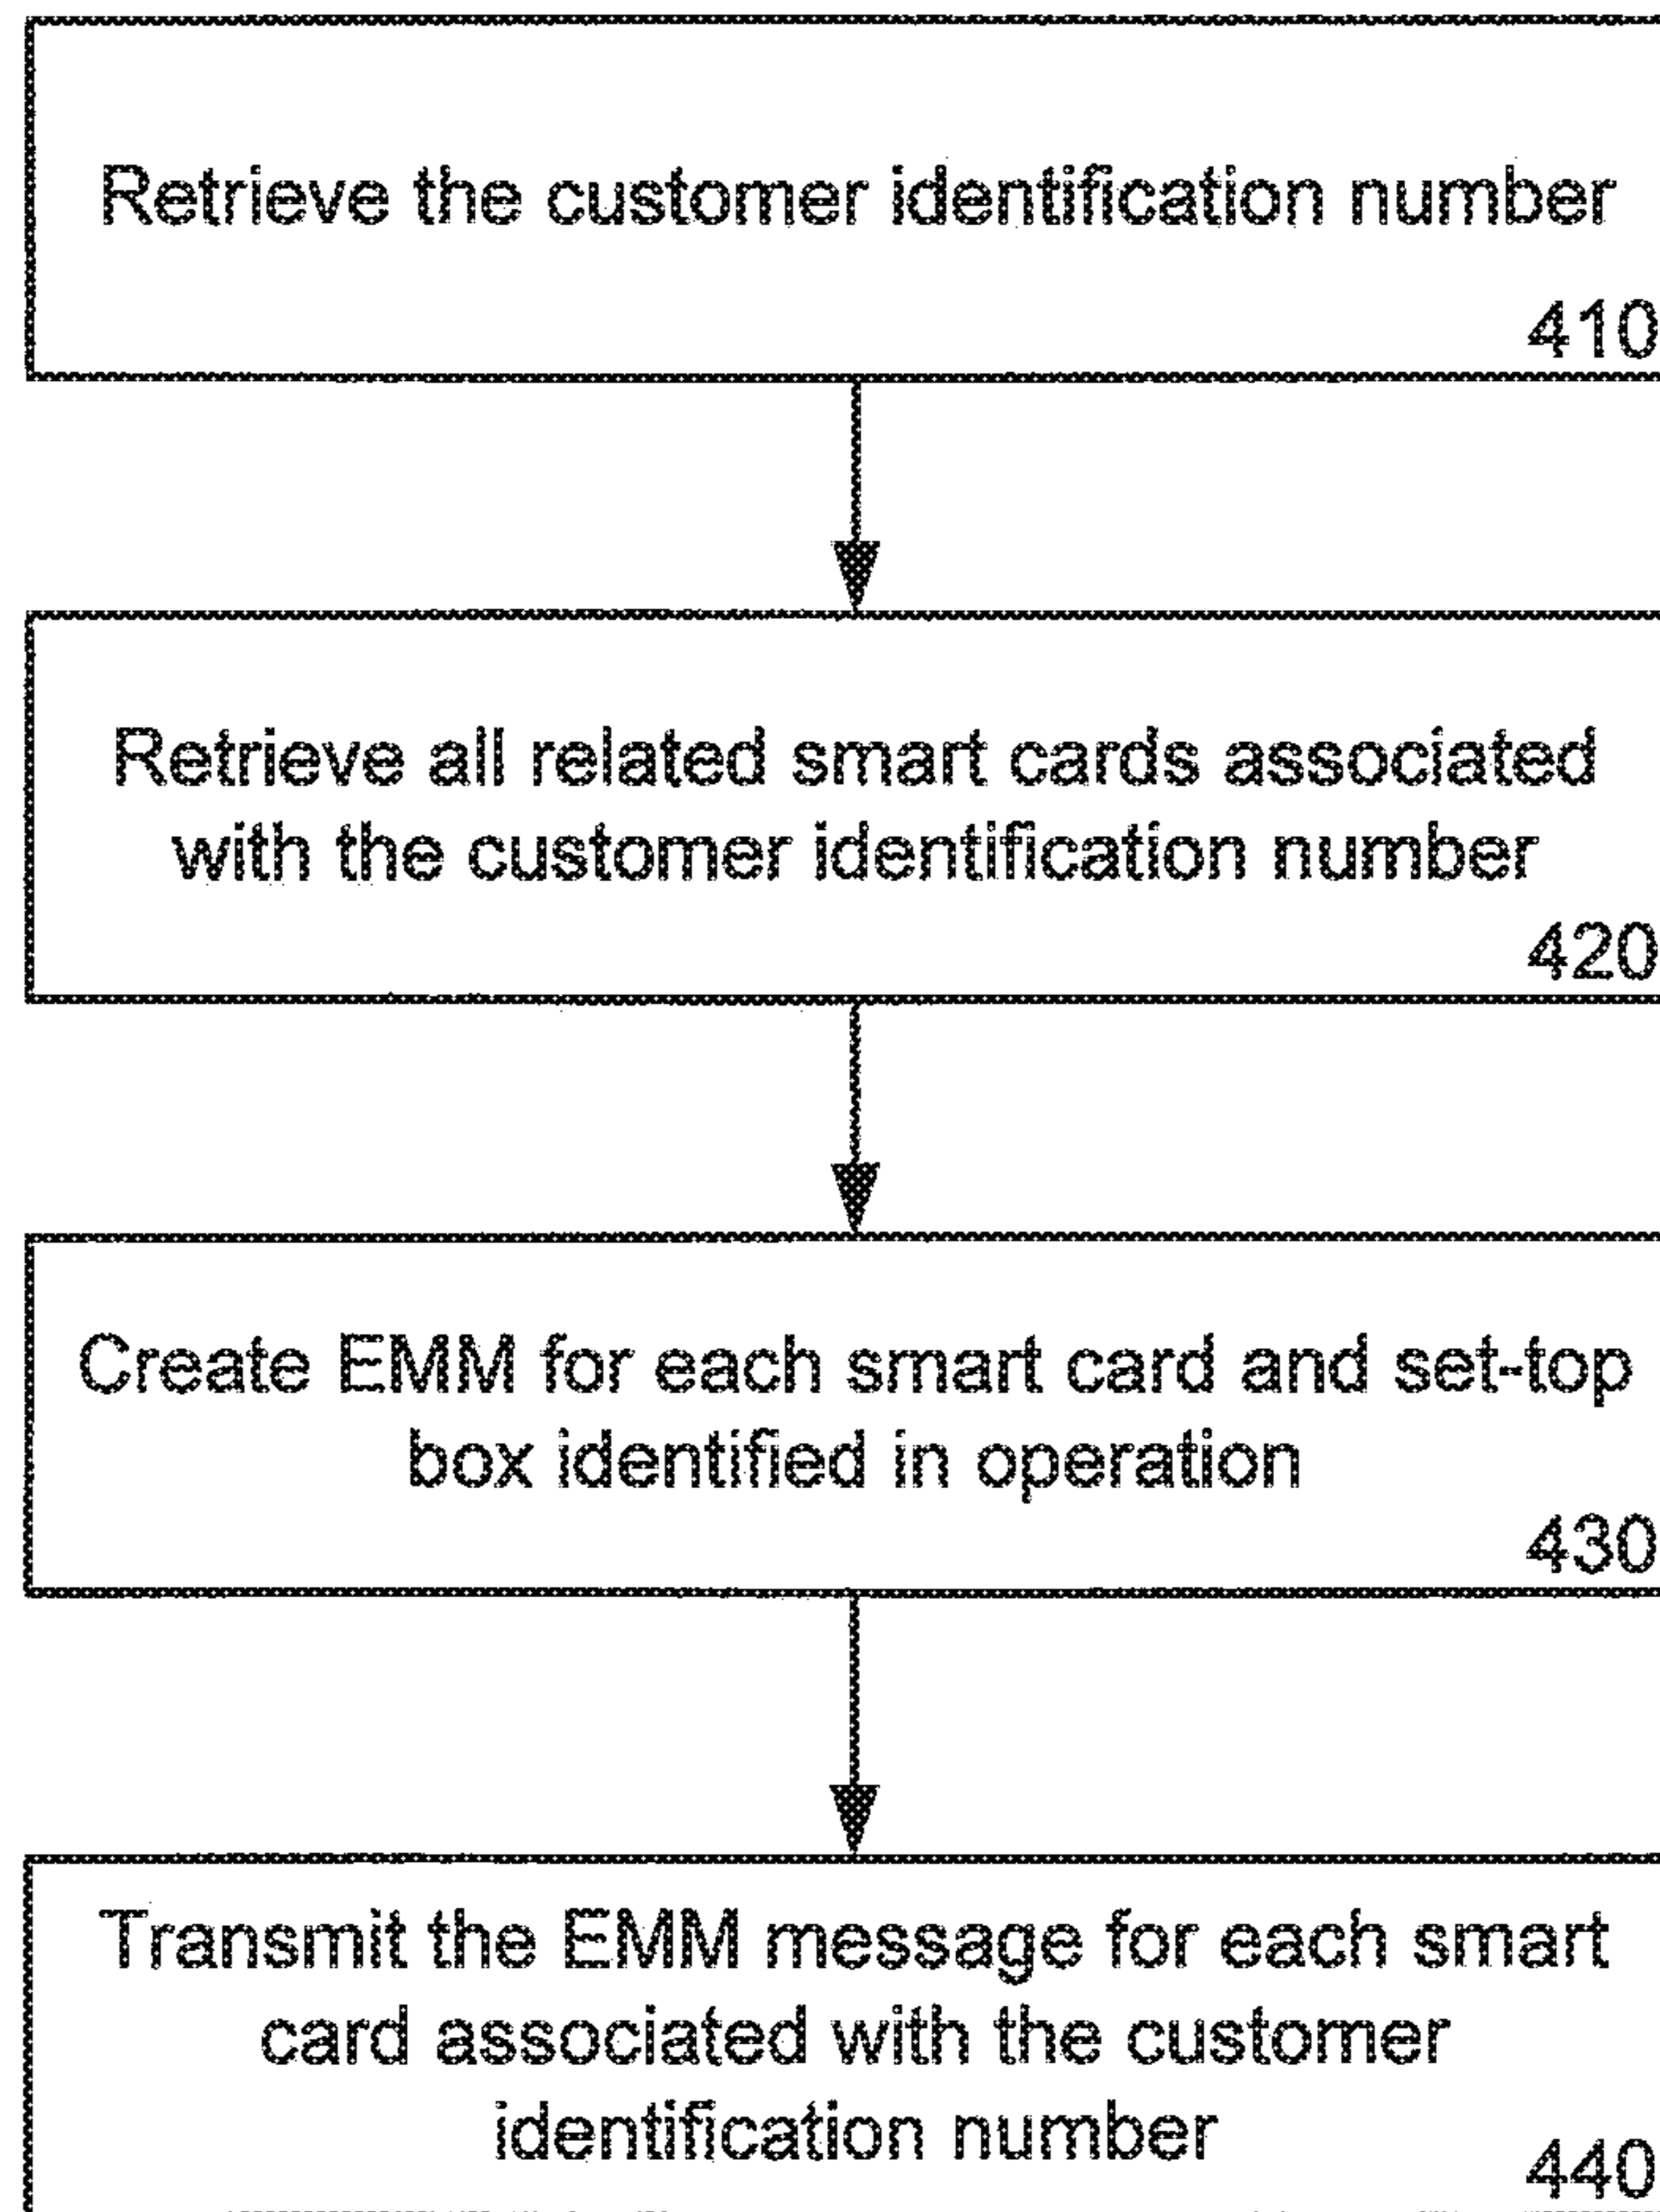 Retrieve the customer identification number
410
Retrieve all related smart cards associated
with the customer identification number
420
Create EMM for each smart card and set-top
box identified in operation
430
Transmit the EMM message for each smart
card associated with the customer
identification number
440